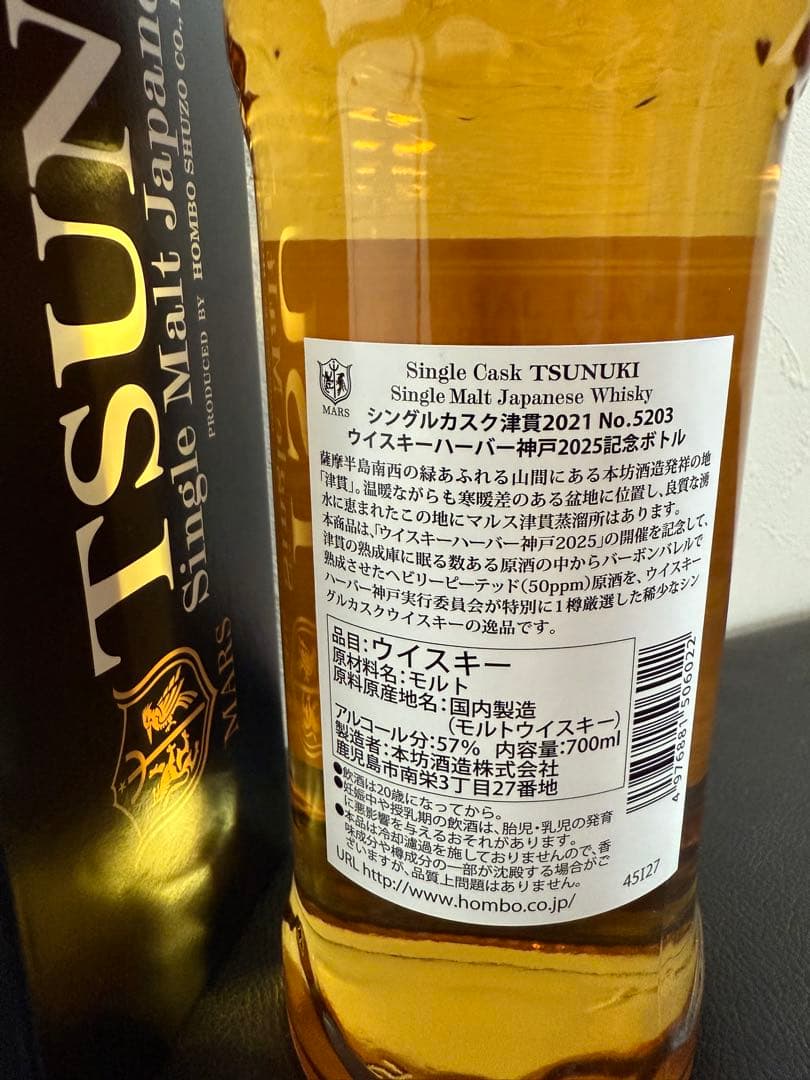 TSUN
Single Malt Japane
PRODUCED BY HOMBO SHUZO CO.,
MARS
MARS
Single Cask TSUNUKI
Single Malt Japanese Whisky
シングルカスク津貫2021 No.5203
ウイスキーハーバー神戸2025記念ボトル
薩摩半島南西の緑あふれる山間にある本坊酒造発祥の地
「津貫」。温暖ながらも寒暖差のある盆地に位置し、良質な湧
水に恵まれたこの地にマルス津貫蒸溜所はあります。
本商品は、「ウイスキーハーバー神戸2025」の開催を記念して、
津貫の熟成庫に眠る数ある原酒の中からバーボンバレルで
熟成させたヘビリーピーテッド(50ppm)原酒を、ウイスキー
ハーバー神戸実行委員会が特別に1樽厳選した稀少なシン
グルカスクウイスキーの逸品です。
品目:ウイスキー
原材料名:モルト
原料原産地名:国内製造
(モルトウイスキー)
アルコール分:57% 内容量:700ml
製造者:本坊酒造株式会社
鹿児島市南栄3丁目27番地
●飲酒は20歳になってから。
●妊娠中や授乳期の飲酒は、胎児・乳児の発育
に悪影響を与えるおそれがあります。
●本品は冷却濾過を施しておりませんので、香
味成分や樽成分の一部が沈殿する場合がご
ざいますが、品質上問題はありません。
URL http://www.hombo.co.jp/
45127
4 976881 506022